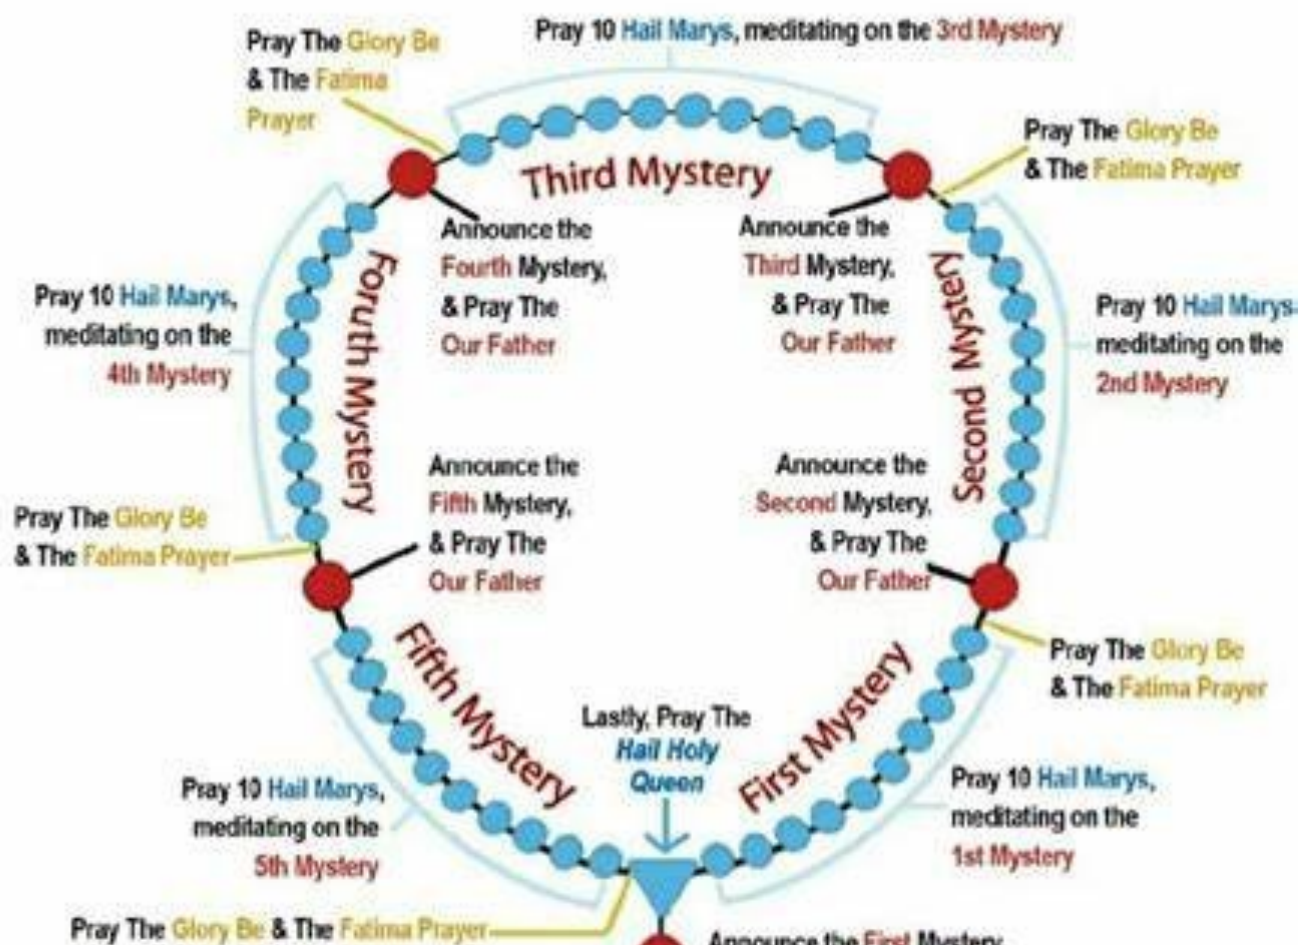 Pray 10 Hail Marys, meditating on the 3rd Mystery
Pray The Glory Be
& The Fatima
Prayer
Pray The Glory Be
& The Fatima Prayer
Third Mystery
Announce the
Fourth Mystery,
& Pray The
Our Father
Announce the
Third Mystery,
& Pray The
Our Father
Pray 10 Hail Marys,
meditating on the
4th Mystery
Foruth Mystery
Second Mystery
Pray 10 Hail Marys
meditating on the
2nd Mystery
Announce the
Fifth Mystery,
& Pray The
Our Father
Announce the
Second Mystery,
& Pray The
Our Father
Pray The Glory Be
& The Fatima Prayer
Pray The Glory Be
& The Fatima Prayer
Fifth Mystery
First Mystery
Lastly, Pray The
Hail Holy
Queen
Pray 10 Hail Marys,
meditating on the
5th Mystery
Pray 10 Hail Marys,
meditating on the
1st Mystery
Pray The Glory Be & The Fatima Prayer
Announce the First Mystery